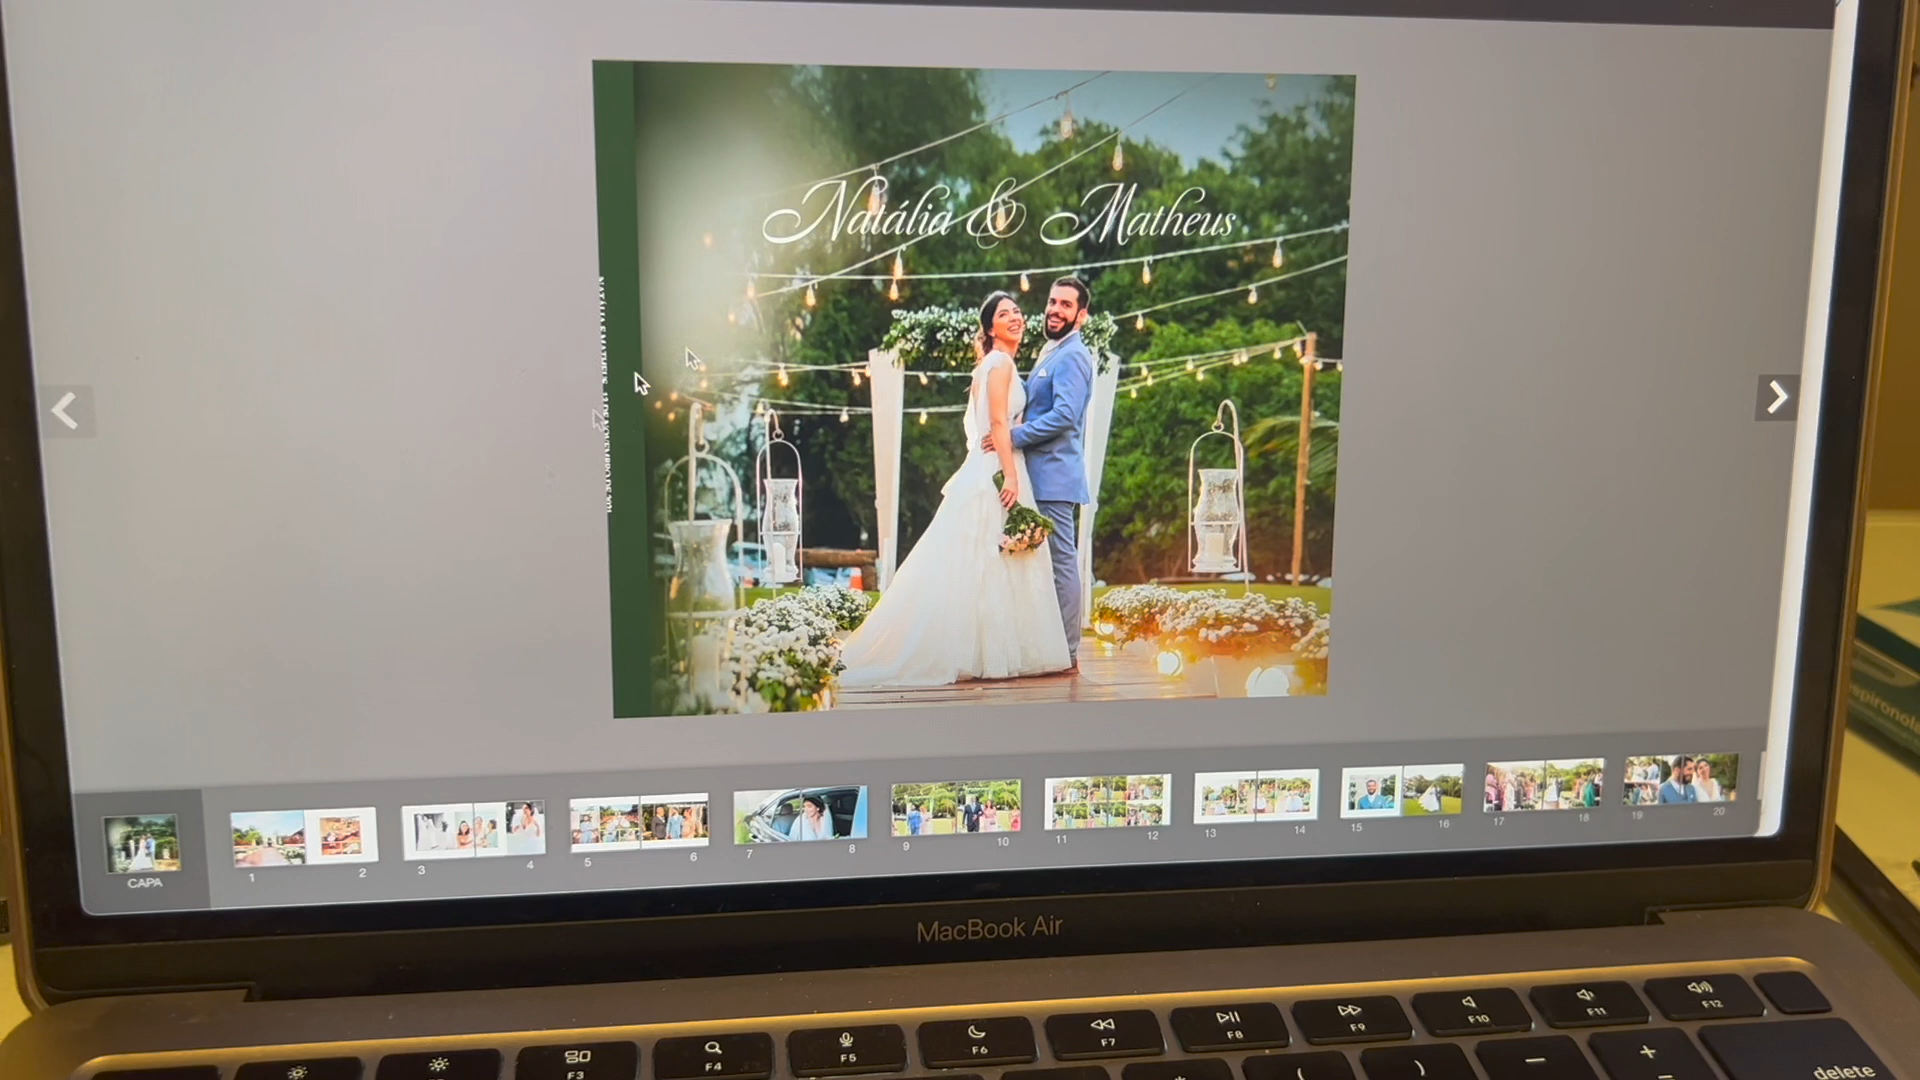 Natália & Matheus
CAPA
1 2
3 4
5 6
7 8
9 10
11 12
13 14
15 16
17 18
19 20
MacBook Air
F3 F4 F5 F6 F7 F8 F9 F10 F11 F12
delete